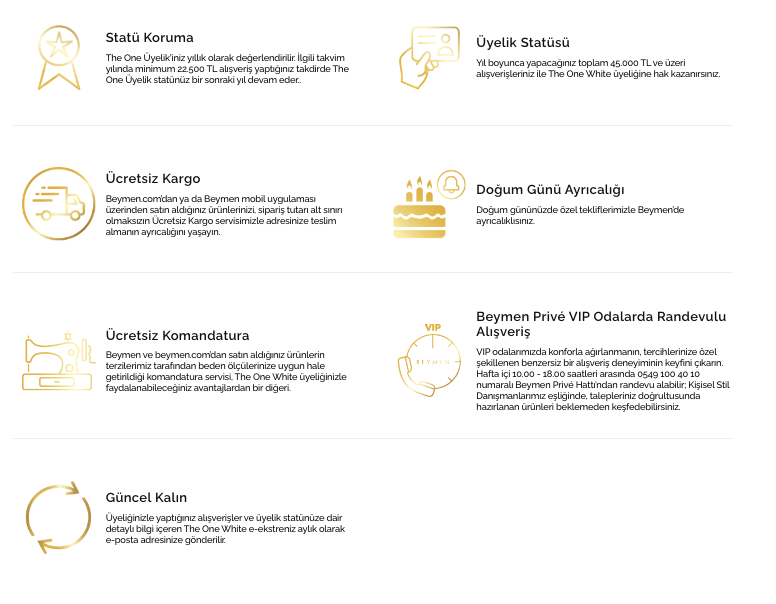 Statü Koruma
The One Üyelik'iniz yıllık olarak değerlendirilir. İlgili takvim
yılında minimum 22.500 TL alışveriş yaptığınız takdirde The
One Üyelik statünüz bir sonraki yıl devam eder..
Üyelik Statüsü
Yıl boyunca yapacağınız toplam 45.000 TL ve üzeri
alışverişleriniz ile The One White üyeliğine hak kazanırsınız.
Ücretsiz Kargo
Beymen.com'dan ya da Beymen mobil uygulaması
üzerinden satın aldığınız ürünlerinizi, sipariş tutarı alt sınırı
olmaksızın Ücretsiz Kargo servisimizle adresinize teslim
almanın ayrıcalığını yaşayın.
Doğum Günü Ayrıcalığı
Doğum gününüzde özel tekliflerimizle Beymen'de
ayrıcalıklısınız.
Ücretsiz Komandatura
Beymen ve beymen.com'dan satın aldığınız ürünlerin
terzilerimiz tarafından beden ölçülerinize uygun hale
getirildiği komandatura servisi, The One White üyeliğinizle
faydalanabileceğiniz avantajlardan bir diğeri.
VIP
BEYMEN
Beymen Privé VIP Odalarda Randevulu
Alışveriş
VIP odalarımızda konforla ağırlanmanın, tercihlerinize özel
şekillenen benzersiz bir alışveriş deneyiminin keyfini çıkarın.
Hafta içi 10.00 - 18.00 saatleri arasında 0549 100 40 10
numaralı Beymen Privé Hattı'ndan randevu alabilir; Kişisel Stil
Danışmanlarımız eşliğinde, talepleriniz doğrultusunda
hazırlanan ürünleri beklemeden keşfedebilirsiniz.
Güncel Kalın
Üyeliğinizle yaptığınız alışverişler ve üyelik statünüze dair
detaylı bilgi içeren The One White e-ekstreniz aylık olarak
e-posta adresinize gönderilir.